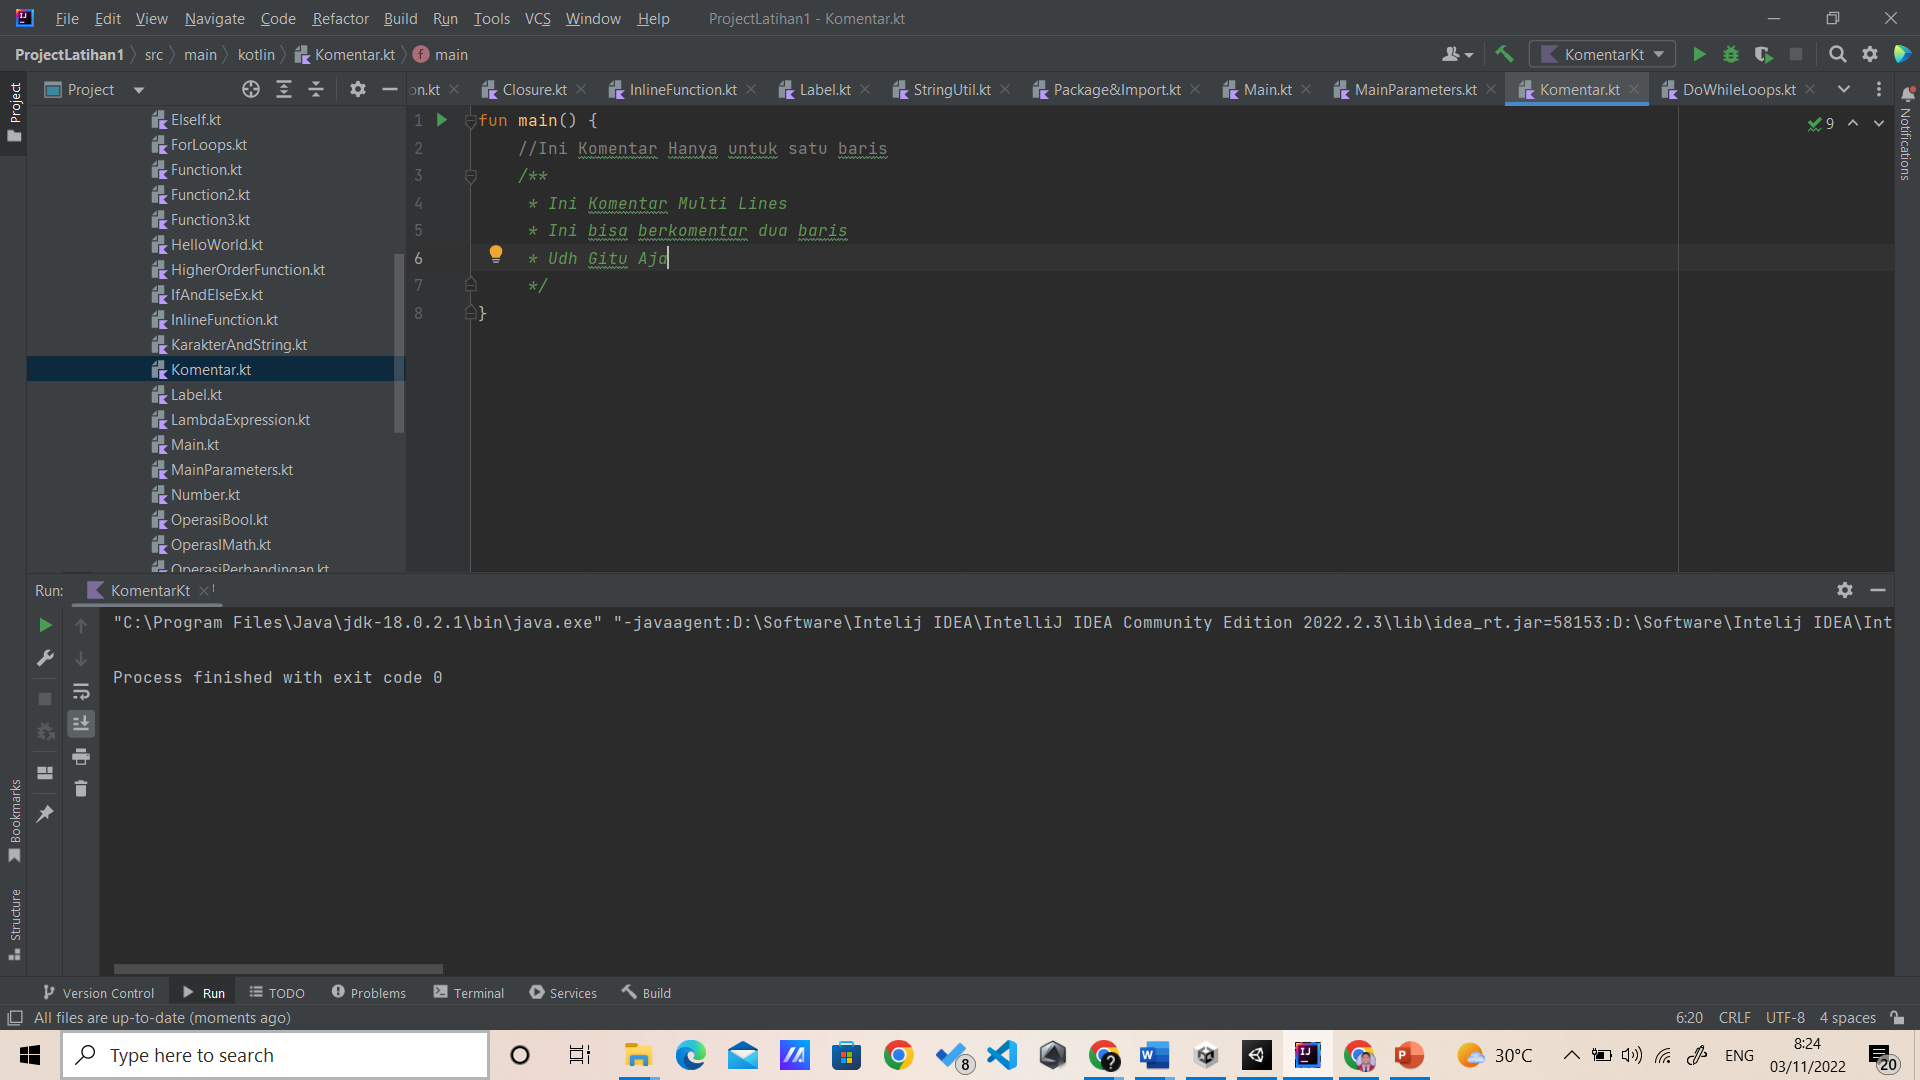 File Edit View Navigate Code Refactor Build Run Tools VCS Window Help ProjectLatihan1 - Komentar.kt
ProjectLatihan1 src main kotlin Komentar.kt main KomentarKt
Project
Project
on.kt Closure.kt InlineFunction.kt Label.kt StringUtil.kt Package&Import.kt Main.kt MainParameters.kt Komentar.kt DoWhileLoops.kt
Notifications
ElseIf.kt
ForLoops.kt
Function.kt
Function2.kt
Function3.kt
HelloWorld.kt
HigherOrderFunction.kt
IfAndElseEx.kt
InlineFunction.kt
KarakterAndString.kt
Komentar.kt
Label.kt
LambdaExpression.kt
Main.kt
MainParameters.kt
Number.kt
OperasiBool.kt
OperasIMath.kt
OperasiPerbandingan.kt
1 fun main() {
2 //Ini Komentar Hanya untuk satu baris
3 /**
4 * Ini Komentar Multi Lines
5 * Ini bisa berkomentar dua baris
6 * Udh Gitu Aja
7 */
8 }
9
Run: KomentarKt
"C:\Program Files\Java\jdk-18.0.2.1\bin\java.exe" "-javaagent:D:\Software\Intelij IDEA\IntelliJ IDEA Community Edition 2022.2.3\lib\idea_rt.jar=58153:D:\Software\Intelij IDEA\Int
Process finished with exit code 0
Bookmarks
Structure
Version Control Run TODO Problems Terminal Services Build
All files are up-to-date (moments ago)
6:20 CRLF UTF-8 4 spaces
Type here to search
8
30°C
ENG
8:24
03/11/2022
20